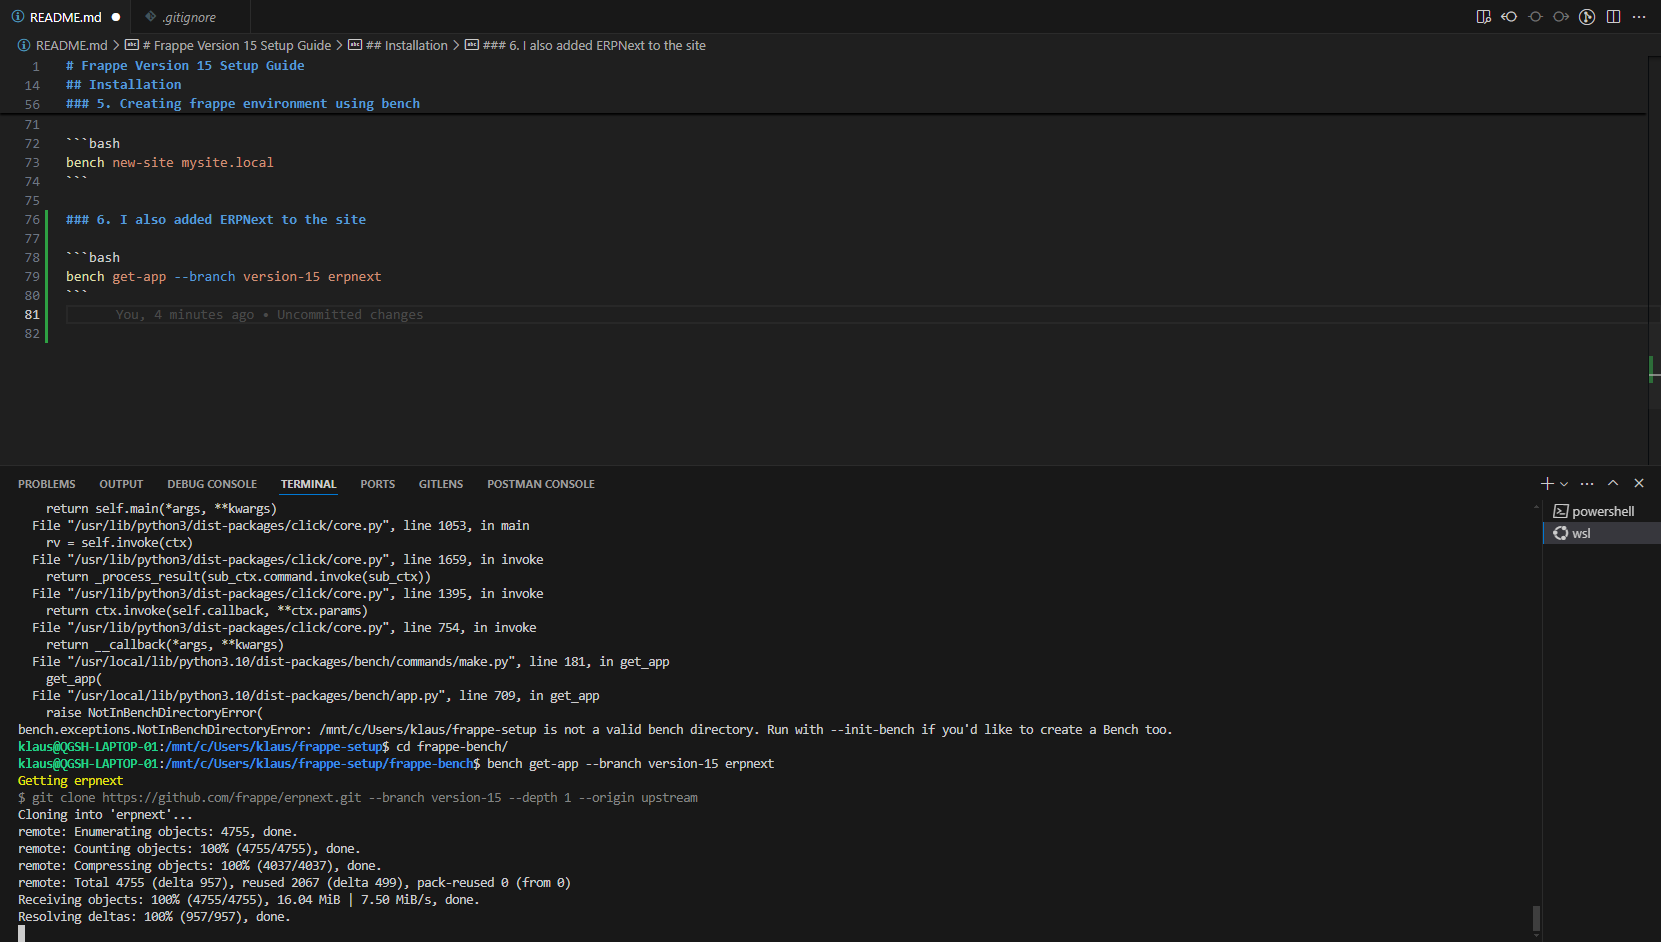 README.md
.gitignore
README.md > # Frappe Version 15 Setup Guide > ## Installation > ### 6. I also added ERPNext to the site
1 # Frappe Version 15 Setup Guide
14 ## Installation
56 ### 5. Creating frappe environment using bench
71
72 ```bash
73 bench new-site mysite.local
74 ```
75
76 ### 6. I also added ERPNext to the site
77
78 ```bash
79 bench get-app --branch version-15 erpnext
80 ```
81 You, 4 minutes ago • Uncommitted changes
82
PROBLEMS OUTPUT DEBUG CONSOLE TERMINAL PORTS GITLENS POSTMAN CONSOLE
powershell
wsl
return self.main(*args, **kwargs)
File "/usr/lib/python3/dist-packages/click/core.py", line 1053, in main
rv = self.invoke(ctx)
File "/usr/lib/python3/dist-packages/click/core.py", line 1659, in invoke
return _process_result(sub_ctx.command.invoke(sub_ctx))
File "/usr/lib/python3/dist-packages/click/core.py", line 1395, in invoke
return ctx.invoke(self.callback, **ctx.params)
File "/usr/lib/python3/dist-packages/click/core.py", line 754, in invoke
return __callback(*args, **kwargs)
File "/usr/local/lib/python3.10/dist-packages/bench/commands/make.py", line 181, in get_app
get_app(
File "/usr/local/lib/python3.10/dist-packages/bench/app.py", line 709, in get_app
raise NotInBenchDirectoryError(
bench.exceptions.NotInBenchDirectoryError: /mnt/c/Users/klaus/frappe-setup is not a valid bench directory. Run with --init-bench if you'd like to create a Bench too.
klaus@QGSH-LAPTOP-01:/mnt/c/Users/klaus/frappe-setup$ cd frappe-bench/
klaus@QGSH-LAPTOP-01:/mnt/c/Users/klaus/frappe-setup/frappe-bench$ bench get-app --branch version-15 erpnext
Getting erpnext
$ git clone https://github.com/frappe/erpnext.git --branch version-15 --depth 1 --origin upstream
Cloning into 'erpnext'...
remote: Enumerating objects: 4755, done.
remote: Counting objects: 100% (4755/4755), done.
remote: Compressing objects: 100% (4037/4037), done.
remote: Total 4755 (delta 957), reused 2067 (delta 499), pack-reused 0 (from 0)
Receiving objects: 100% (4755/4755), 16.04 MiB | 7.50 MiB/s, done.
Resolving deltas: 100% (957/957), done.